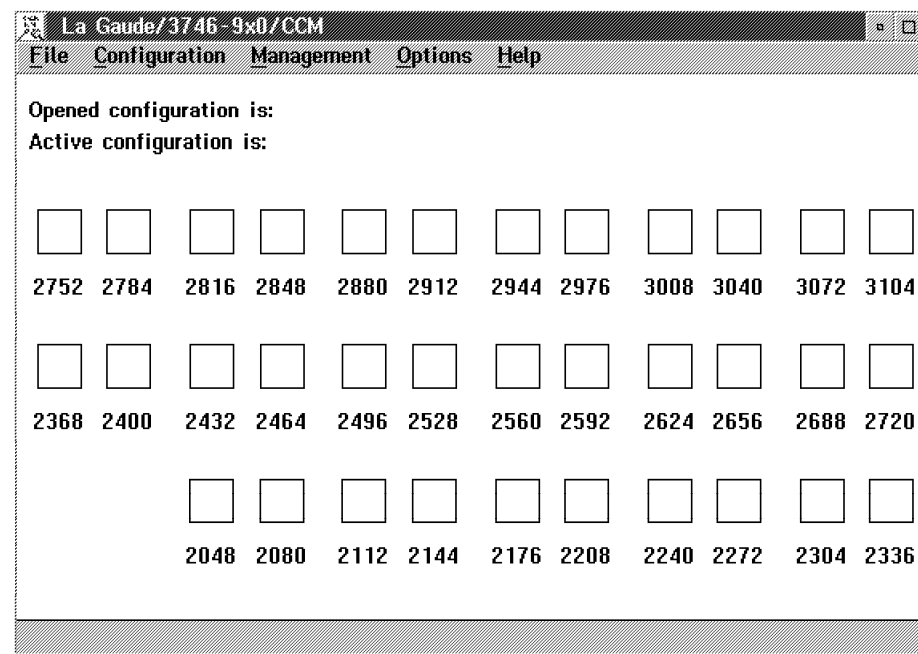 La Gaude/3746-9x0/CCM
File Configuration Management Options Help
Opened configuration is:
Active configuration is:
2752 2784 2816 2848 2880 2912 2944 2976 3008 3040 3072 3104
2368 2400 2432 2464 2496 2528 2560 2592 2624 2656 2688 2720
2048 2080 2112 2144 2176 2208 2240 2272 2304 2336